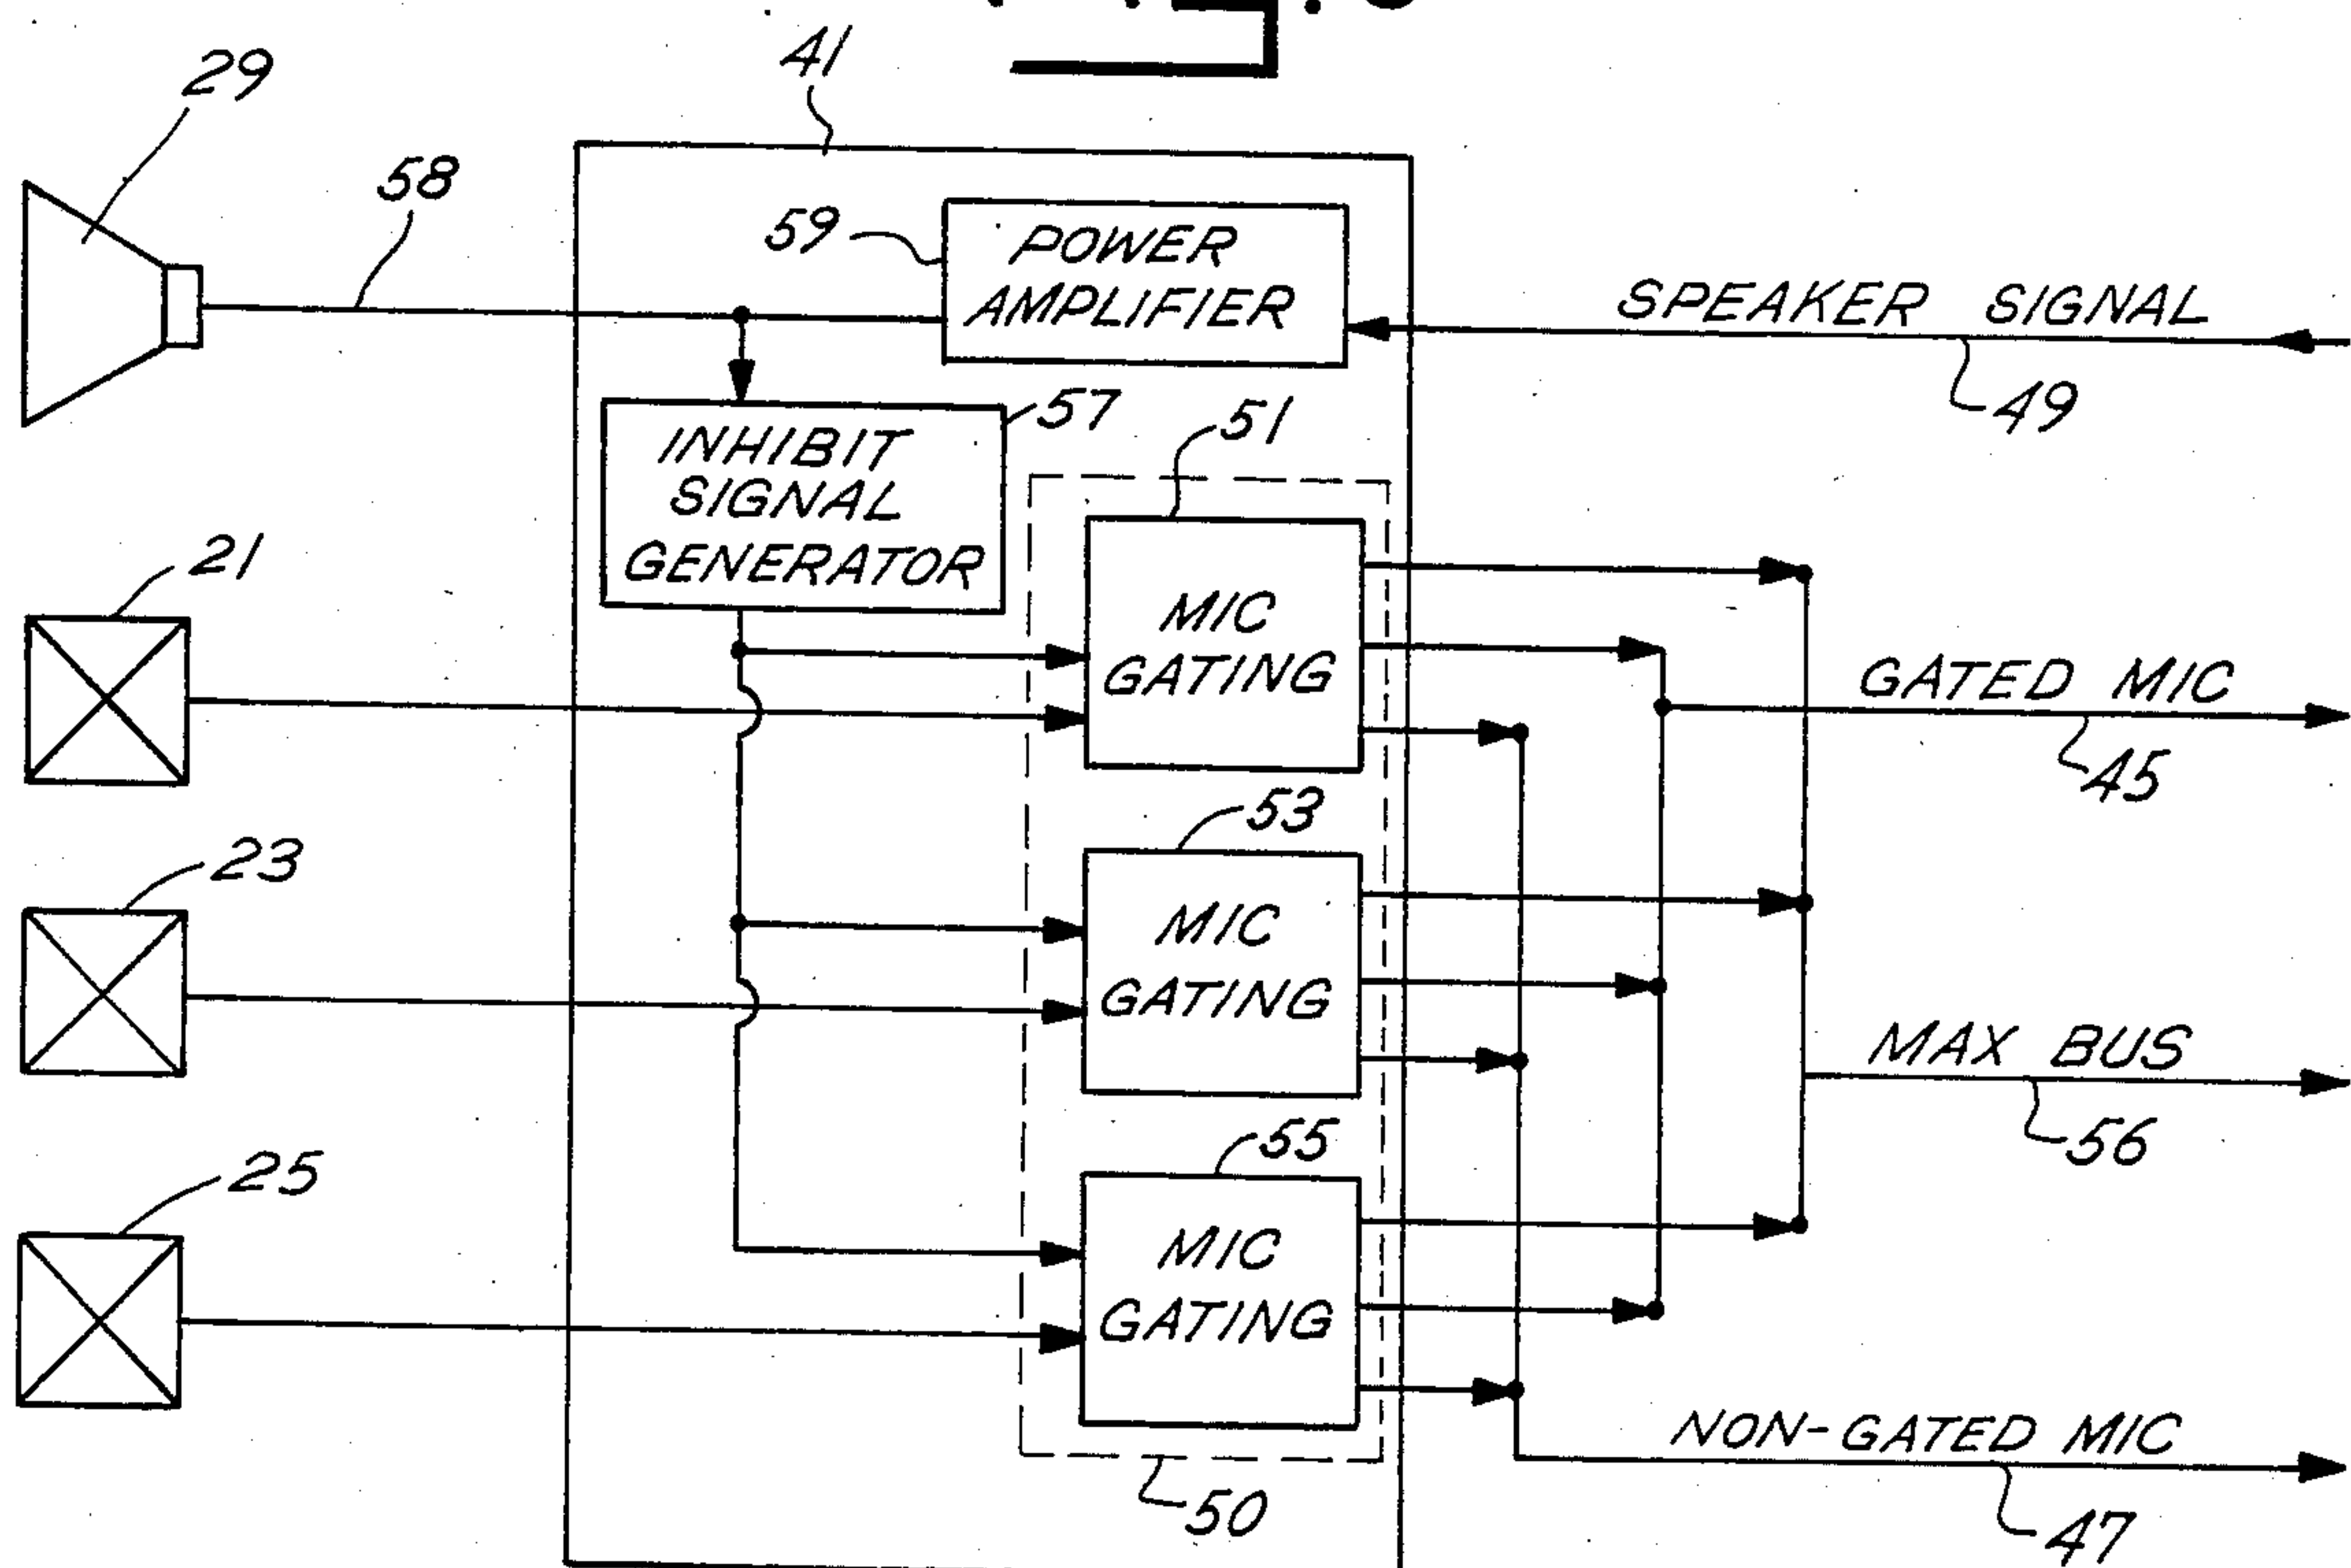 41
29
58
59
POWER
AMPLIFIER
SPEAKER SIGNAL
49
57
INHIBIT
SIGNAL
GENERATOR
51
21
MIC
GATING
GATED MIC
45
53
23
MIC
GATING
MAX BUS
56
55
25
MIC
GATING
NON-GATED MIC
50
47